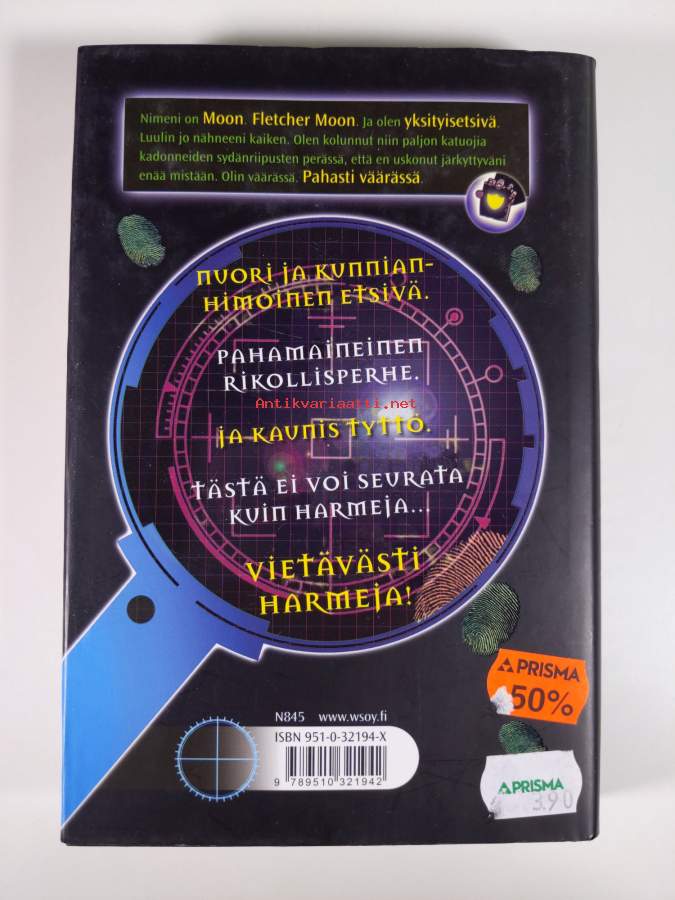 Nimeni on Moon. Fletcher Moon. Ja olen yksityisetsivä.
Luulin jo nähneeni kaiken. Olen kolunnut niin paljon katuojia
kadonneiden sydänriipusten perässä, että en uskonut järkyttyväni
enää mistään. Olin väärässä. Pahasti väärässä.
NUORI JA KUNNIAN-
HIMOINEN ETSIVÄ.
PAHAMAINEINEN
RIKOLLISPERHE.
Antikvariaatti.net
JA KAUNIS TYTTÖ.
TÄSTÄ EI VOI SEURATA
KUIN HARMEJA...
VIETÄVÄSTI
HARMEJA!
PRISMA
50%
N845 www.wsoy.fi
ISBN 951-0-32194-X
9 789510 321942
PRISMA
3.90